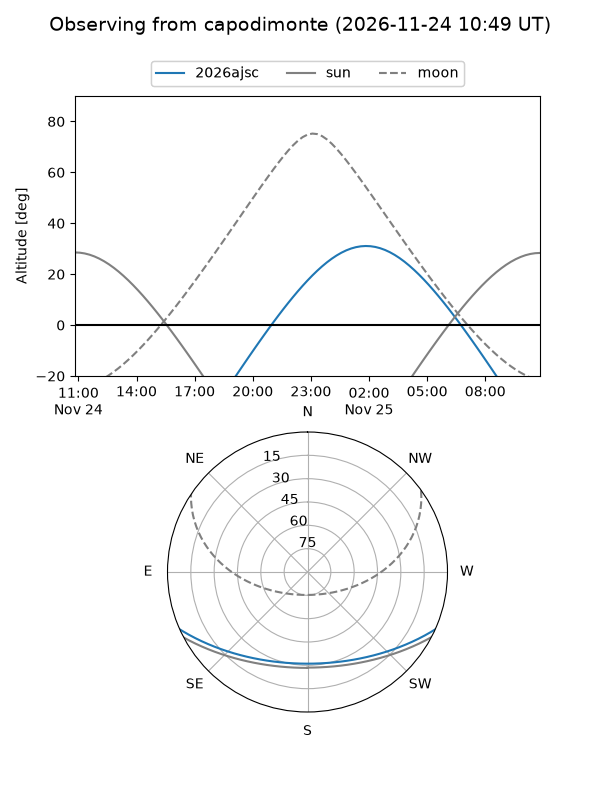 Observing from capodimonte (2026-11-24 10:49 UT)
2026ajsc sun moon
Altitude [deg]
80
60
40
20
0
−20
11:00 14:00 17:00 20:00 23:00 02:00 05:00 08:00
Nov 24 Nov 25
N
NE NW
15
30
45
60
75
E W
SE SW
S